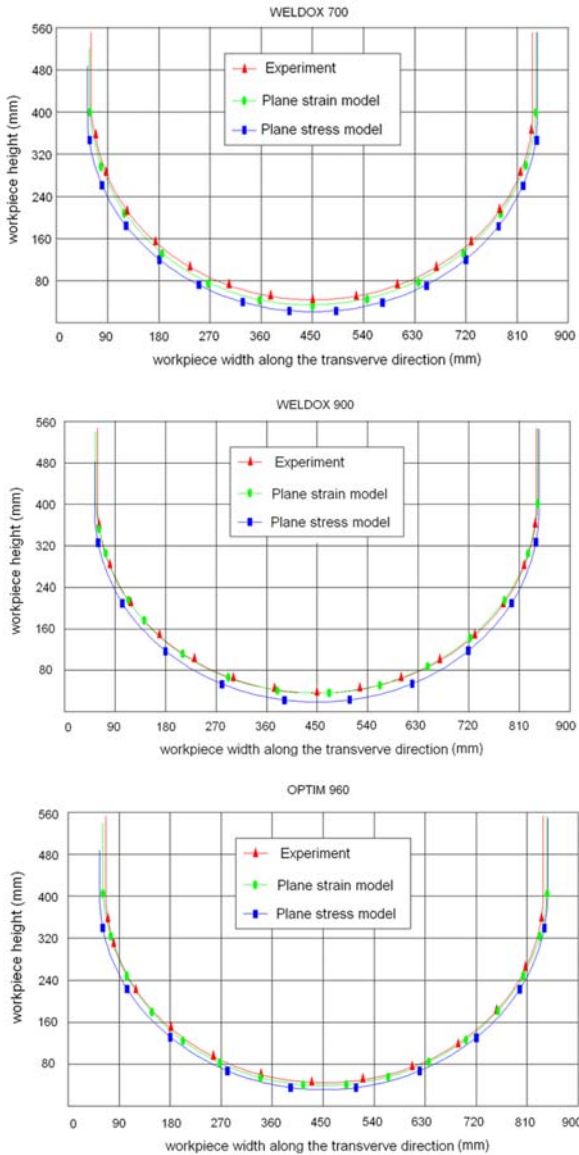 WELDOX 700
560
480
400
320
240
160
80
workpiece height (mm)
Experiment
Plane strain model
Plane stress model
0 90 180 270 360 450 540 630 720 810 900
workpiece width along the transverve direction (mm)
WELDOX 900
560
480
400
320
240
160
80
workpiece height (mm)
Experiment
Plane strain model
Plane stress model
0 90 180 270 360 450 540 630 720 810 900
workpiece width along the transverve direction (mm)
OPTIM 960
560
480
400
320
240
160
80
workpiece height (mm)
Experiment
Plane strain model
Plane stress model
0 90 180 270 360 450 540 630 720 810 900
workpiece width along the transverve direction (mm)